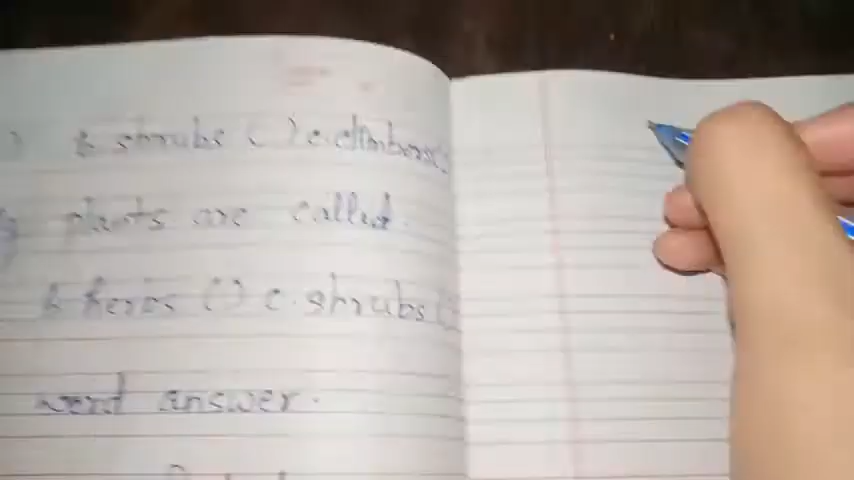 b shrubs ( ) c. climbers (
plants are called.
b herbs ( ) c. shrubs (
word answer.